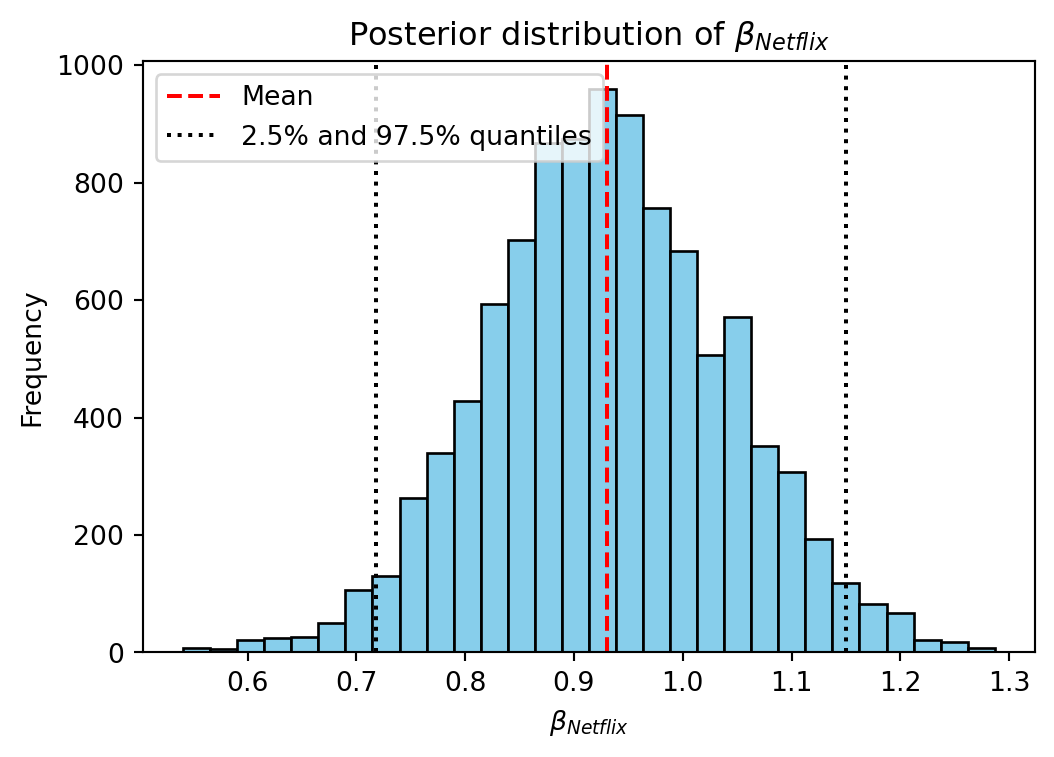 Posterior distribution of β_Netflix
1000
800
600
400
200
0
Frequency
Mean
2.5% and 97.5% quantiles
0.6 0.7 0.8 0.9 1.0 1.1 1.2 1.3
β_Netflix